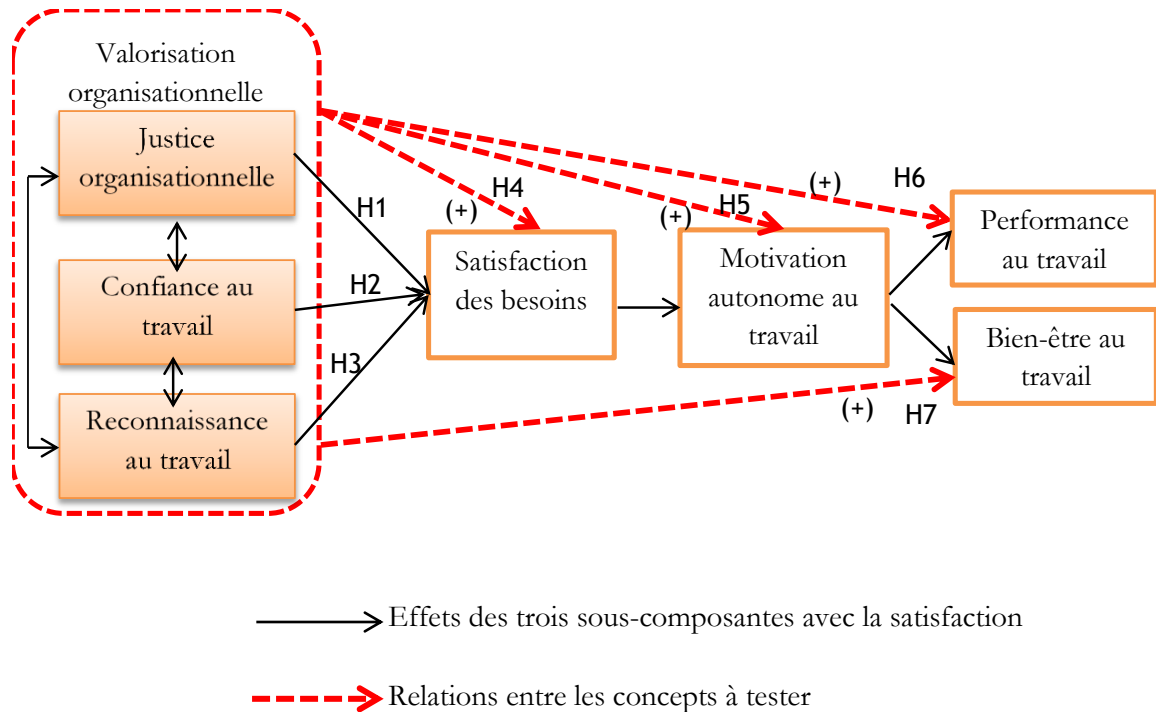 Valorisation
organisationnelle
Justice
organisationnelle
Confiance au
travail
Reconnaissance
au travail
H1
H2
H3
H4
(+)
Satisfaction
des besoins
(+)
H5
Motivation
autonome au
travail
(+)
H6
Performance
au travail
Bien-être au
travail
(+)
H7
Effets des trois sous-composantes avec la satisfaction
Relations entre les concepts à tester